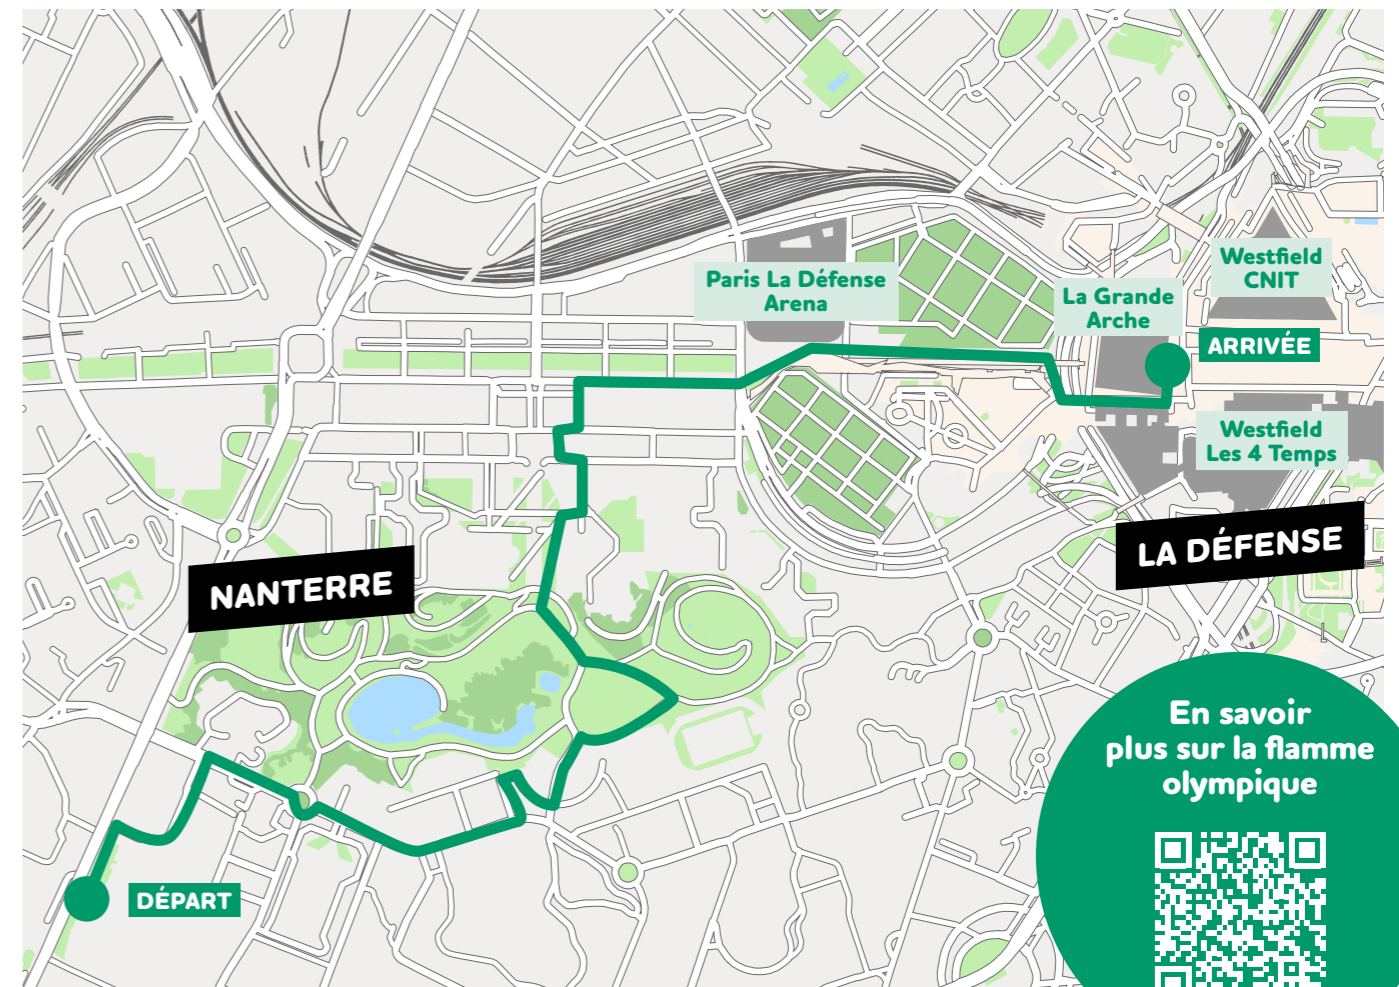 Westfield
CNIT
Paris La Défense
Arena
La Grande
Arche
ARRIVÉE
Westfield
Les 4 Temps
LA DÉFENSE
NANTERRE
DÉPART
En savoir
plus sur la flamme
olympique